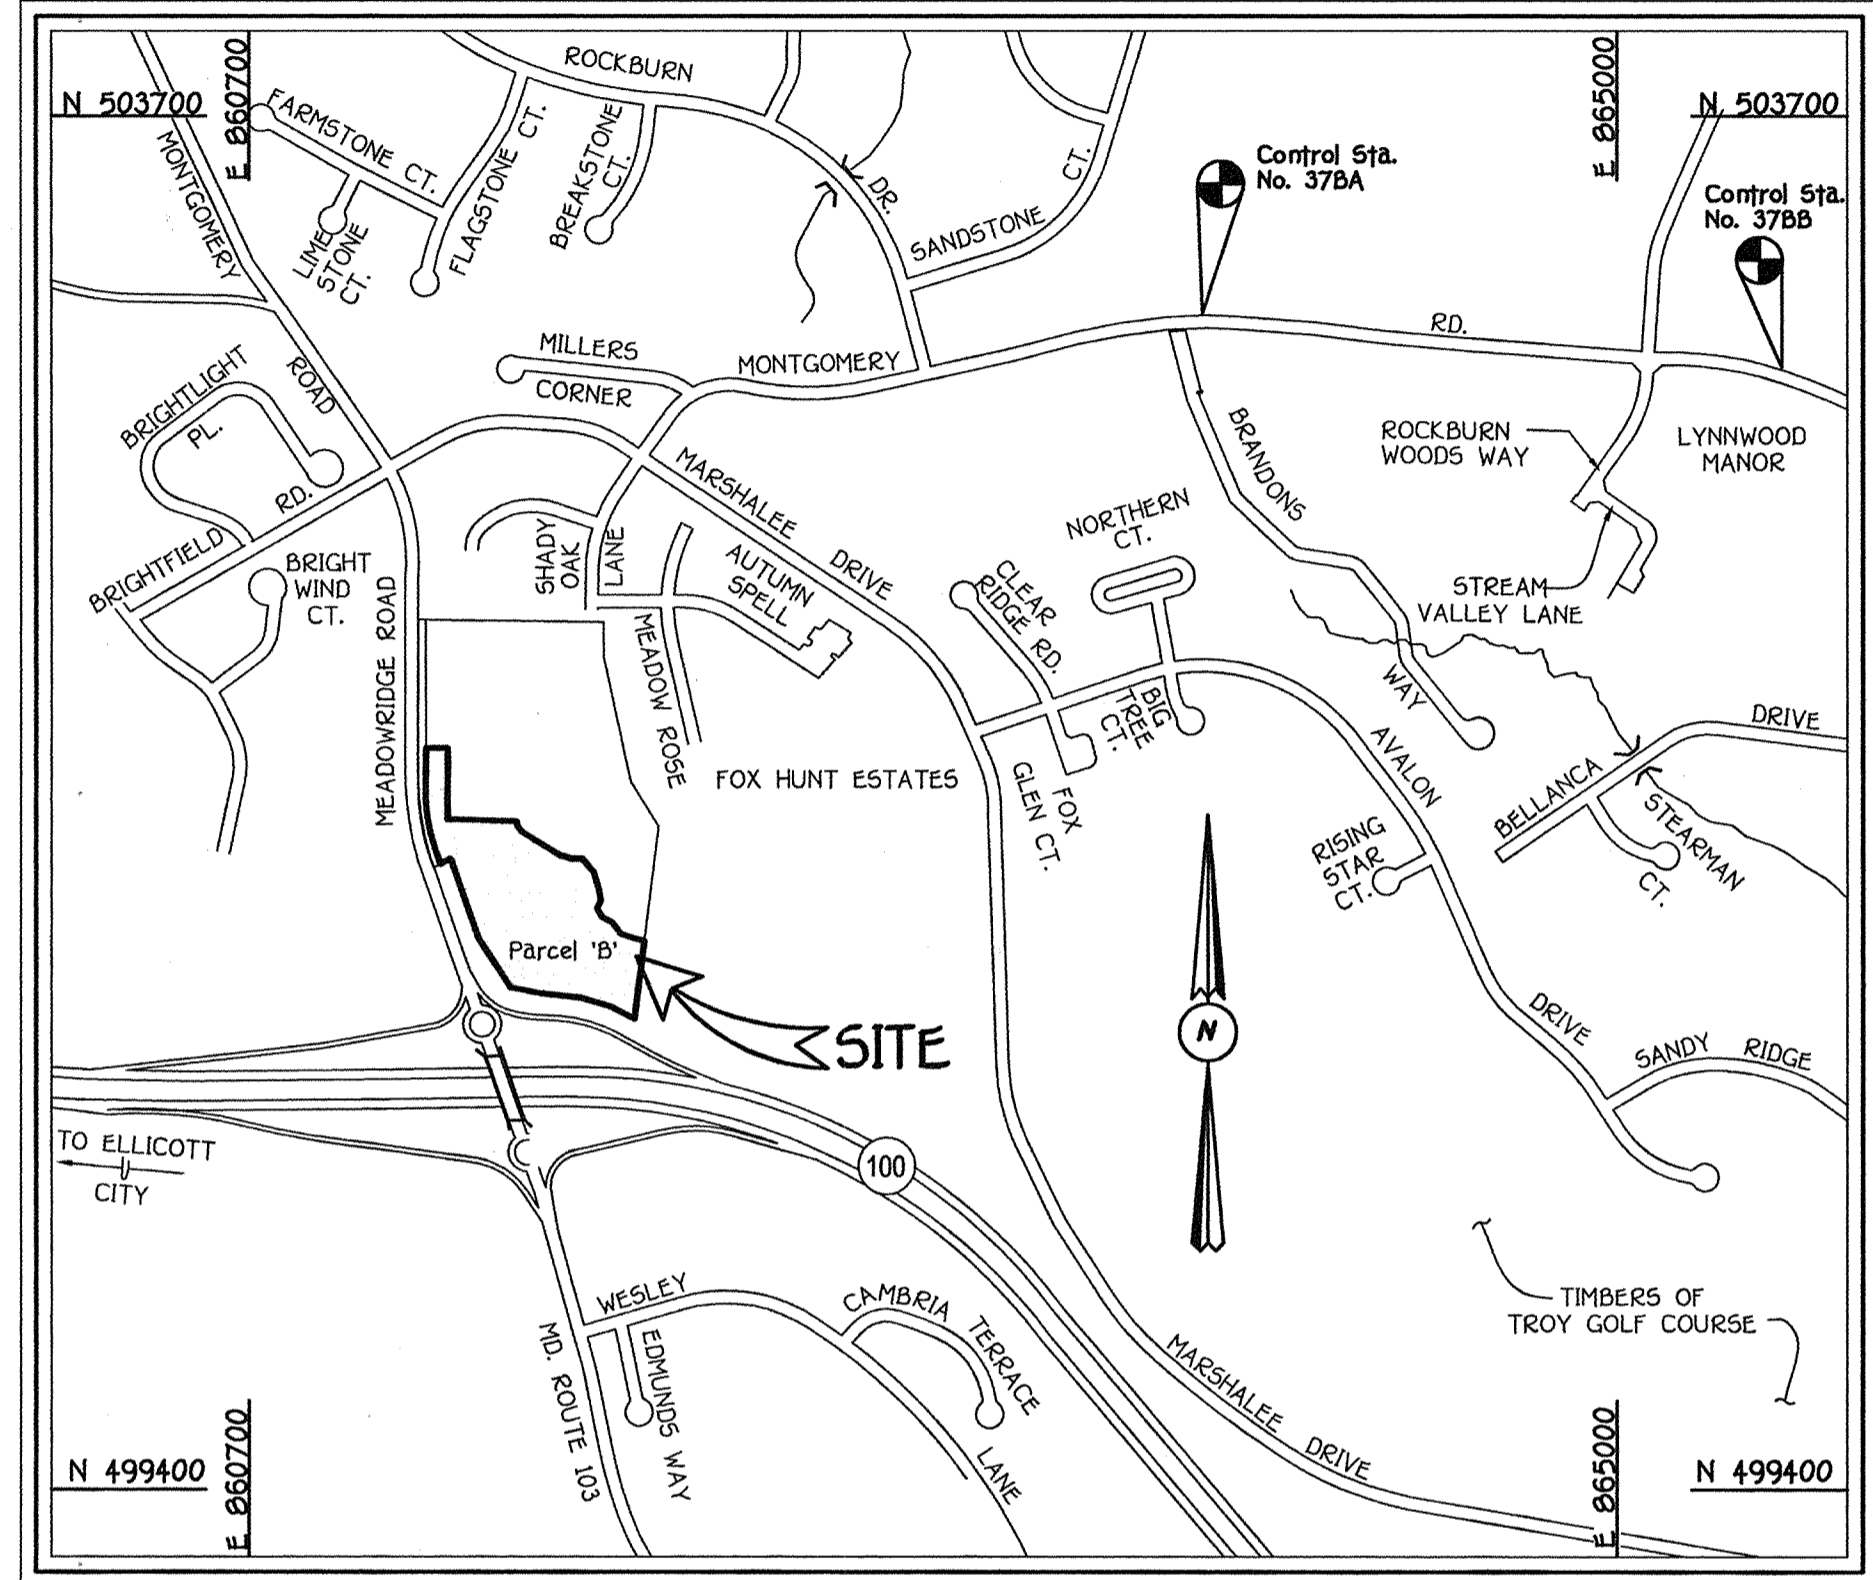 N 503700
E 860700
ROCKBURN
DR.
E 865000
N 503700
MONTGOMERY
ROAD
FARMSTONE CT.
LIME
STONE
CT.
FLAGSTONE CT.
BREAKSTONE
CT.
SANDSTONE
CT.
Control Sta.
No. 37BA
Control Sta.
No. 37BB
MILLERS
CORNER
MONTGOMERY
RD.
BRIGHTLIGHT
PL.
BRIGHTFIELD
RD.
BRIGHT
WIND
CT.
MEADOWRIDGE ROAD
SHADY
OAK
LANE
MARSHALEE
DRIVE
AUTUMN
SPELL
MEADOW ROSE
FOX HUNT ESTATES
CLEAR
RIDGE RD.
NORTHERN
CT.
BIG
TREE
CT.
FOX
GLEN CT.
BRANDONS
WAY
ROCKBURN
WOODS WAY
LYNNWOOD
MANOR
STREAM
VALLEY LANE
AVALON
DRIVE
RISING
STAR
CT.
BELLANCA
DRIVE
STEARMAN
CT.
Parcel 'B'
SITE
N
SANDY RIDGE
TO ELLICOTT
CITY
100
WESLEY
LANE
EDMUNDS WAY
CAMBRIA TERRACE
MD. ROUTE 103
MARSHALEE DRIVE
TIMBERS OF
TROY GOLF COURSE
N 499400
E 860700
E 865000
N 499400